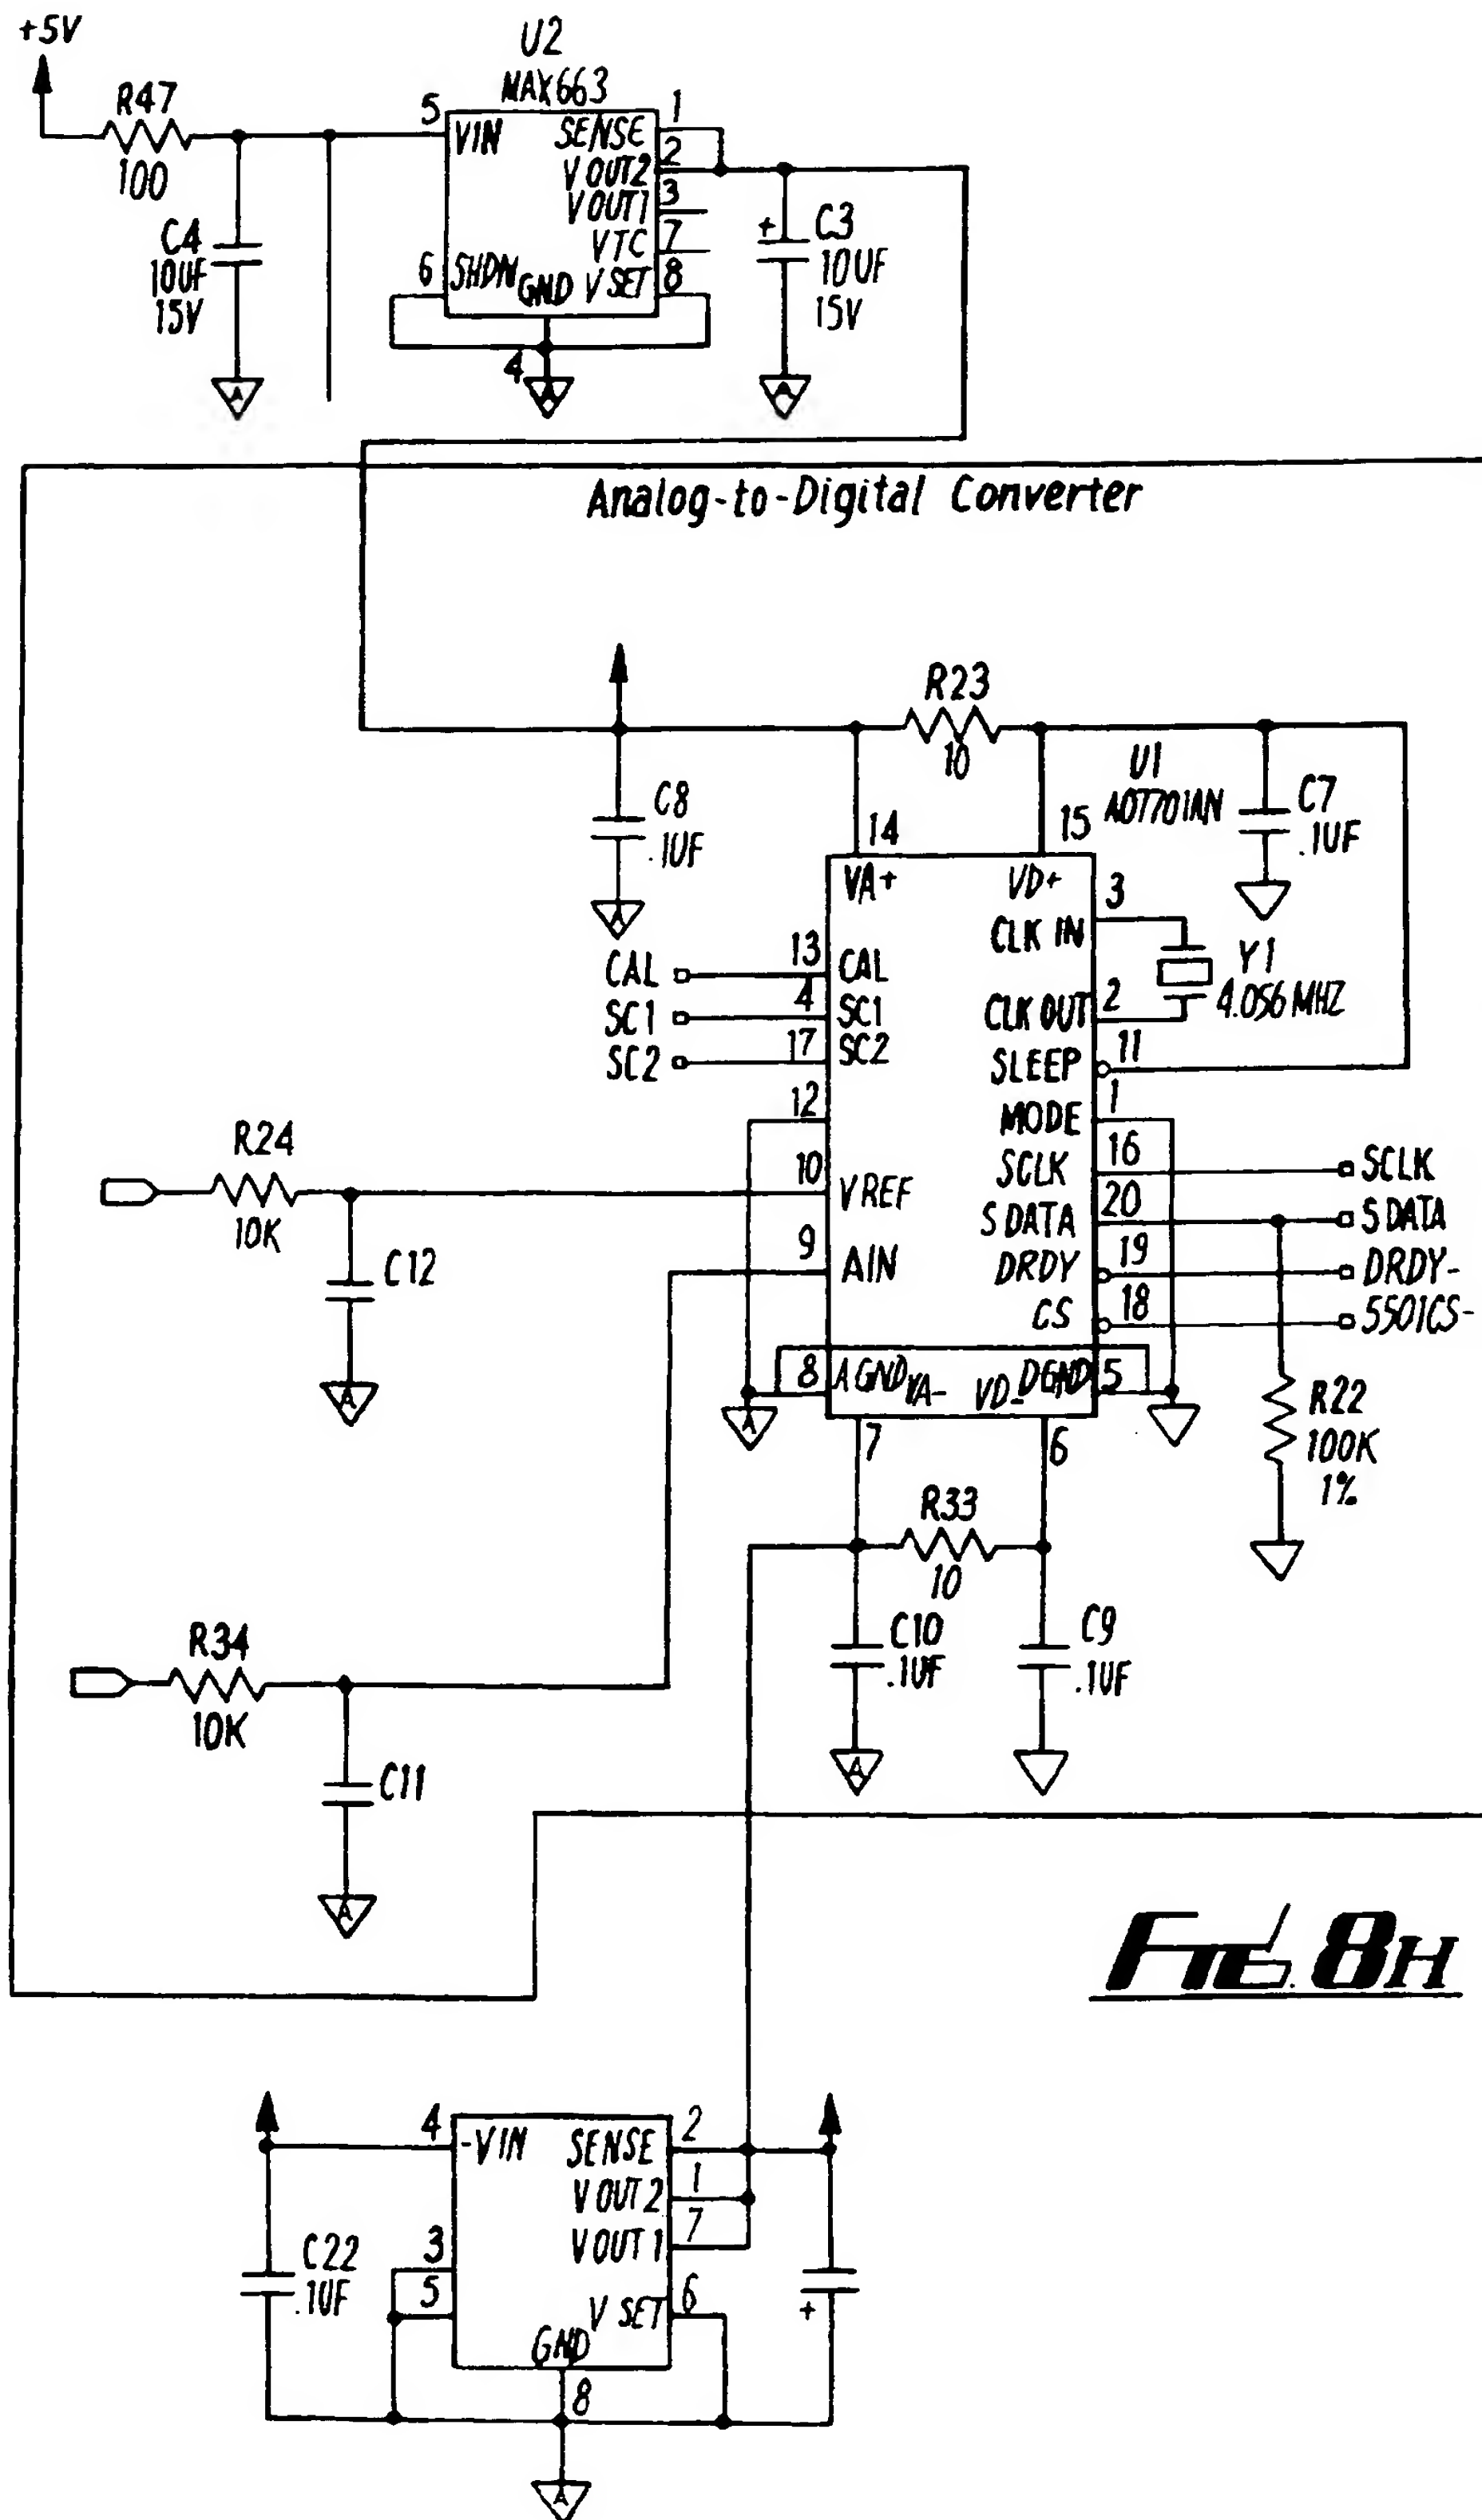 +5V
U2
MAX663
R47
100
5
VIN
SENSE
1
VOUT2
2
VOUT1
3
VTC
7
6
SHDN
GND
VSET
8
4
C4
10UF
15V
+
C3
10UF
15V
A
A
A
Analog-to-Digital Converter
R23
10
U1
C8
.1UF
C7
.1UF
14
15
VA+
VD+
A
3
CLK IN
CAL
13
CAL
Y1
4.056 MHZ
SC1
4
SC1
2
CLK OUT
SC2
17
SC2
11
SLEEP
12
1
MODE
R24
10K
10
VREF
16
SCLK
SCLK
20
SDATA
SDATA
C12
9
AIN
19
DRDY
DRDY-
18
CS
5501CS-
8
AGND
VA-
VD-
DGND
5
A
A
R22
100K
1%
7
6
R33
10
R34
10K
C10
.1UF
C9
.1UF
C11
A
A
FIG. 8H
4
-VIN
SENSE
2
VOUT2
1
VOUT1
7
C22
.1UF
3
5
VSET
6
+
GND
8
A